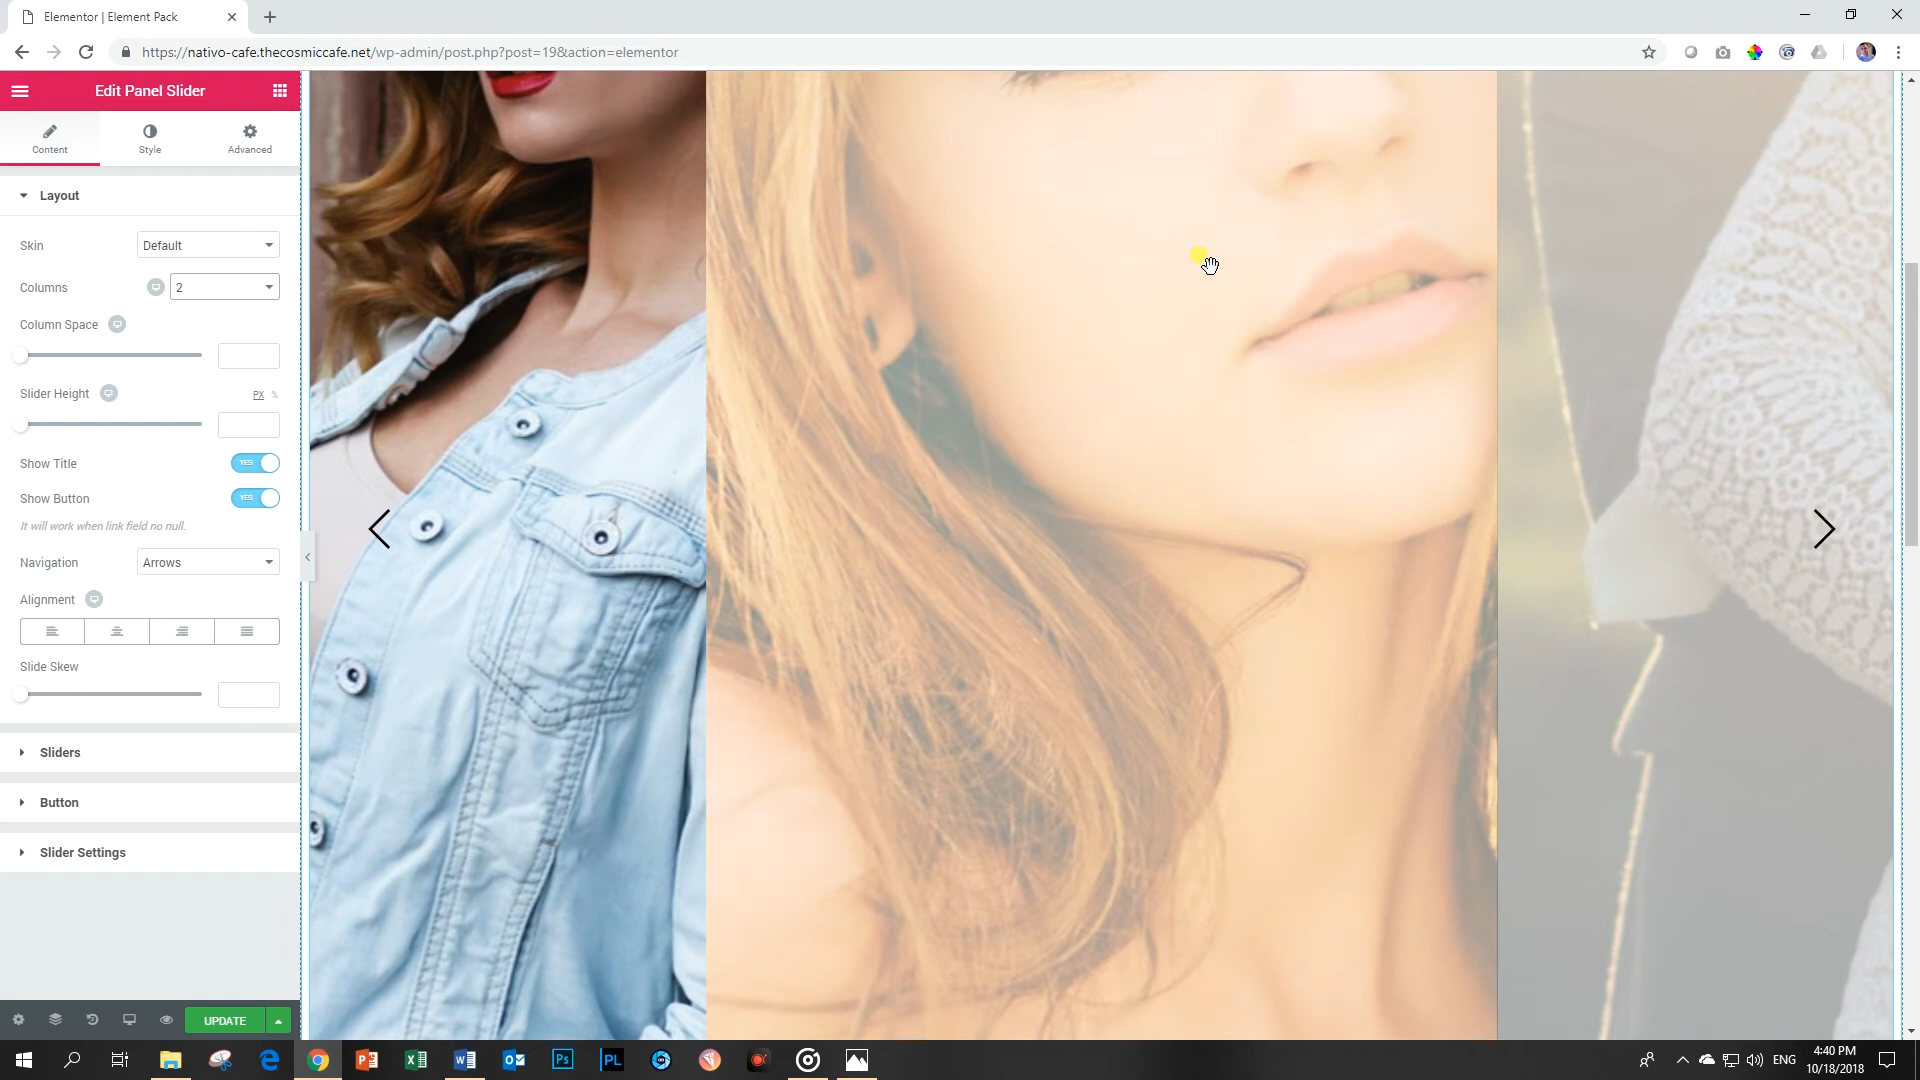 Elementor | Element Pack
https://nativo-cafe.thecosmiccafe.net/wp-admin/post.php?post=19&action=elementor
Edit Panel Slider
Content
Style
Advanced
Layout
Skin
Default
Columns
2
Column Space
Slider Height
PX
%
Show Title
YES
Show Button
YES
It will work when link field no null.
Navigation
Arrows
Alignment
Slide Skew
Sliders
Button
Slider Settings
UPDATE
Ps
PL
ENG
4:40 PM
10/18/2018